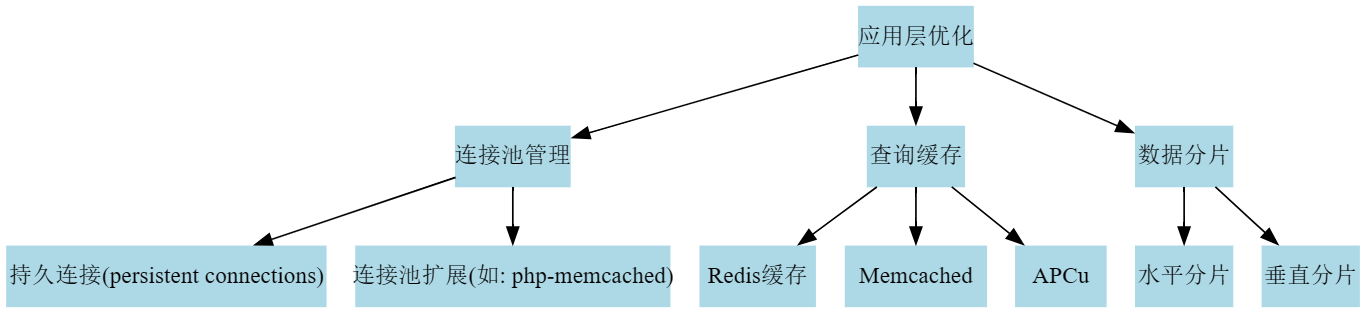 应用层优化
连接池管理
查询缓存
数据分片
持久连接(persistent connections)
连接池扩展(如: php-memcached)
Redis缓存
Memcached
APCu
水平分片
垂直分片